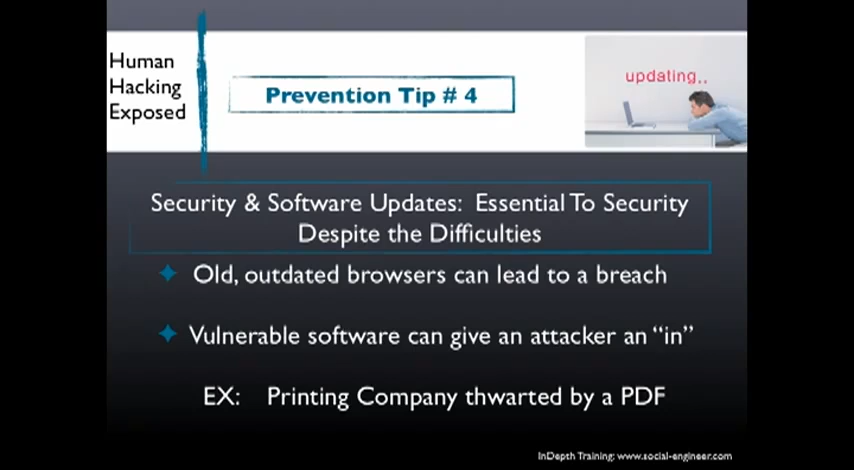 Human
Hacking
Exposed
Prevention Tip # 4
updating..
Security & Software Updates: Essential To Security
Despite the Difficulties
Old, outdated browsers can lead to a breach
Vulnerable software can give an attacker an “in”
EX: Printing Company thwarted by a PDF
InDepth Training: www.social-engineer.com